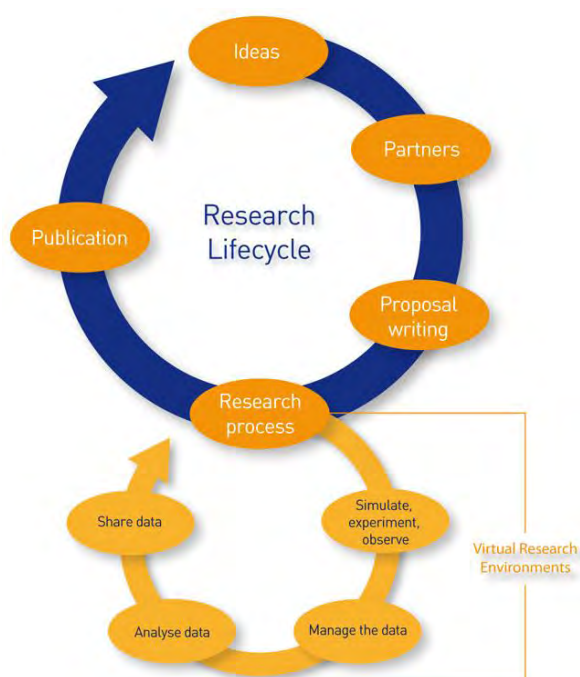 Ideas
Partners
Research
Lifecycle
Publication
Proposal
writing
Research
process
Simulate,
experiment,
observe
Share data
Virtual Research
Environments
Manage the data
Analyse data